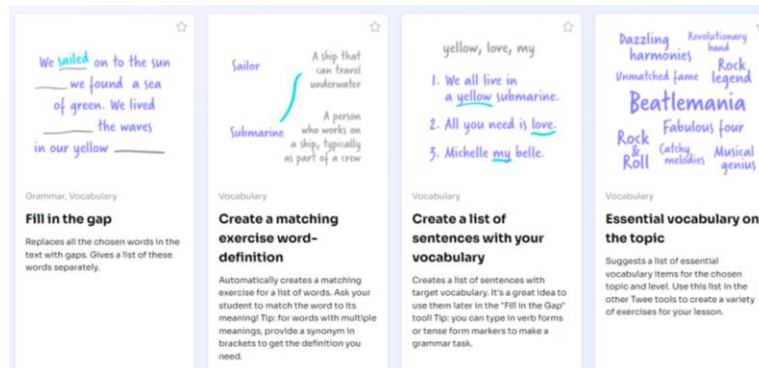 We sailed on to the sun
____ we found a sea
of green. We lived
____ the waves
in our yellow ____
Grammar, Vocabulary
Fill in the gap
Replaces all the chosen words in the
text with gaps. Gives a list of these
words separately.
Sailor
A ship that
can travel
underwater
Submarine
A person
who works on
a ship, typically
as part of a crew
Vocabulary
Create a matching
exercise word-
definition
Automatically creates a matching
exercise for a list of words. Ask your
student to match the word to its
meaning! Tip: for words with multiple
meanings, provide a synonym in
brackets to get the definition you
need.
yellow, love, my
1. We all live in
a yellow submarine.
2. All you need is love.
3. Michelle my belle.
Vocabulary
Create a list of
sentences with your
vocabulary
Creates a list of sentences with
target vocabulary. It's a great idea to
use them later in the "Fill in the Gap"
tool! Tip: you can type in verb forms
or tense form markers to make a
grammar task.
Dazzling
harmonies
Revolutionary
band
Unmatched fame
Rock
legend
Beatlemania
Rock
&
Roll
Fabulous four
Catchy
melodies
Musical
genius
Vocabulary
Essential vocabulary on
the topic
Suggests a list of essential
vocabulary items for the chosen
topic and level. Use this list in the
other Twee tools to create a variety
of exercises for your lesson.